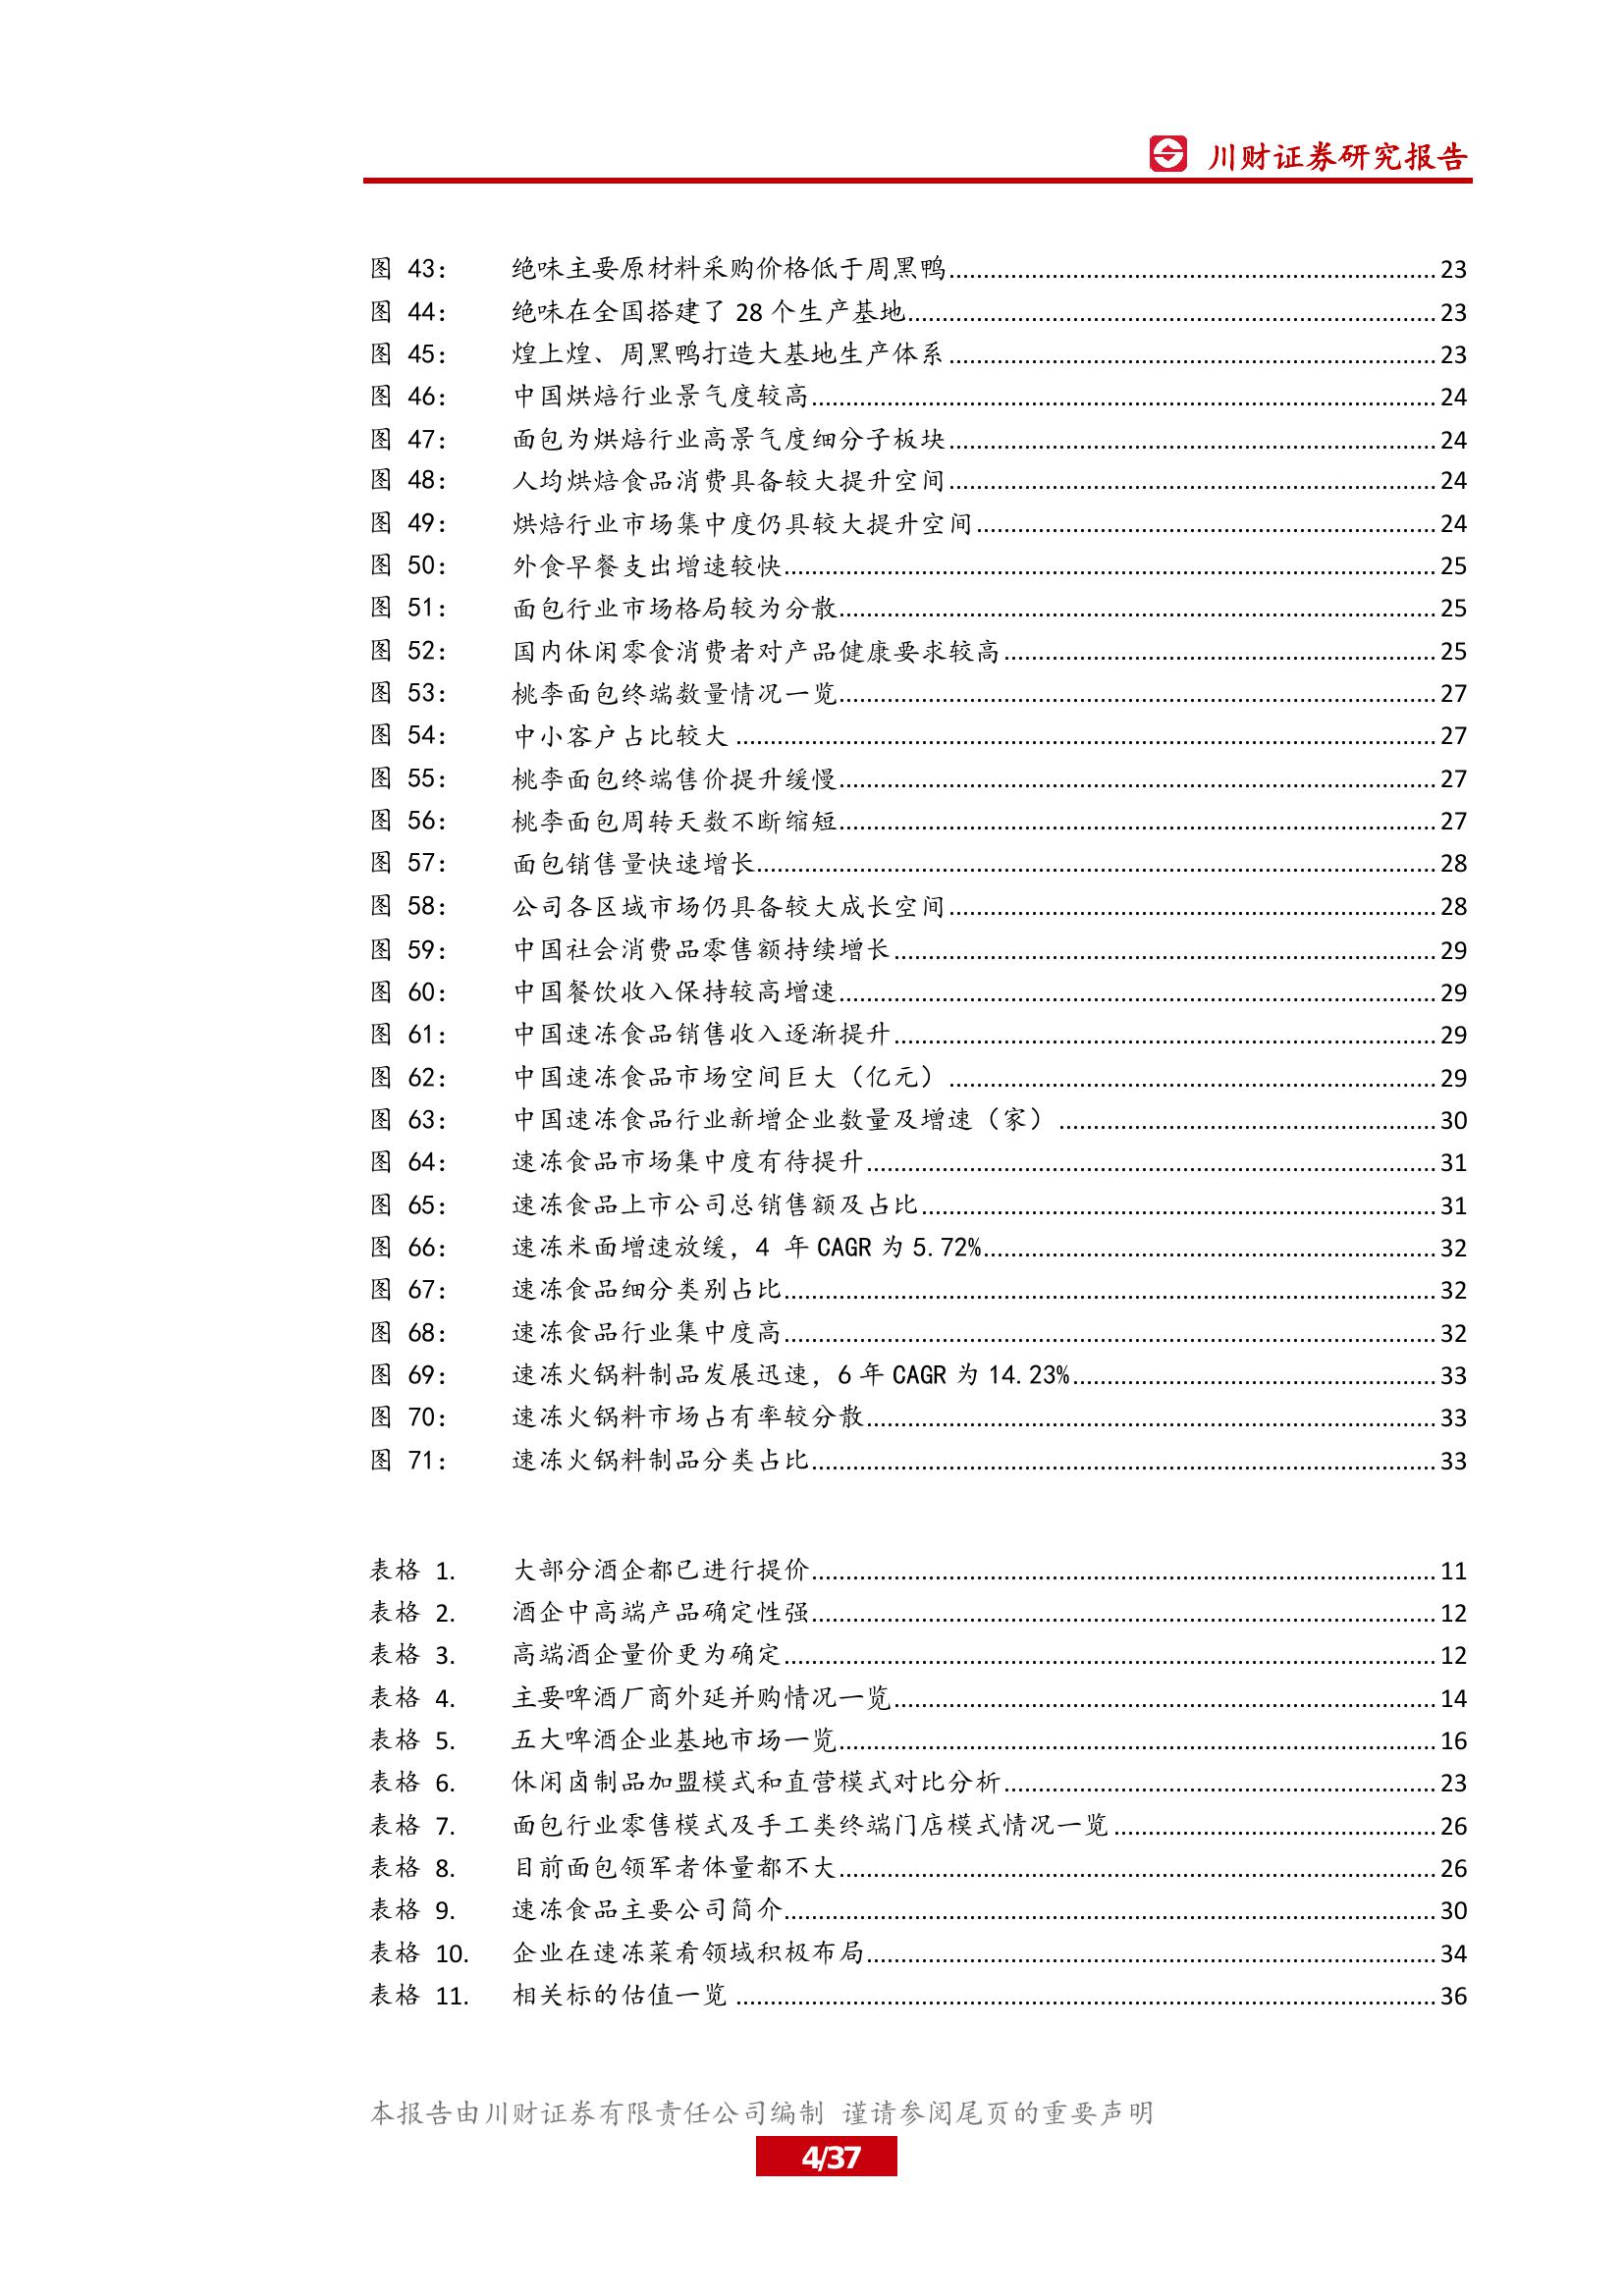 川财证券研究报告
图 43： 绝味主要原材料采购价格低于周黑鸭 23
图 44： 绝味在全国搭建了 28 个生产基地 23
图 45： 煌上煌、周黑鸭打造大基地生产体系 23
图 46： 中国烘焙行业景气度较高 24
图 47： 面包为烘焙行业高景气度细分子板块 24
图 48： 人均烘焙食品消费具备较大提升空间 24
图 49： 烘焙行业市场集中度仍具较大提升空间 24
图 50： 外食早餐支出增速较快 25
图 51： 面包行业市场格局较为分散 25
图 52： 国内休闲零食消费者对产品健康要求较高 25
图 53： 桃李面包终端数量情况一览 27
图 54： 中小客户占比较大 27
图 55： 桃李面包终端售价提升缓慢 27
图 56： 桃李面包周转天数不断缩短 27
图 57： 面包销售量快速增长 28
图 58： 公司各区域市场仍具备较大成长空间 28
图 59： 中国社会消费品零售额持续增长 29
图 60： 中国餐饮收入保持较高增速 29
图 61： 中国速冻食品销售收入逐渐提升 29
图 62： 中国速冻食品市场空间巨大（亿元） 29
图 63： 中国速冻食品行业新增企业数量及增速（家） 30
图 64： 速冻食品市场集中度有待提升 31
图 65： 速冻食品上市公司总销售额及占比 31
图 66： 速冻米面增速放缓，4 年 CAGR 为 5.72% 32
图 67： 速冻食品细分类别占比 32
图 68： 速冻食品行业集中度高 32
图 69： 速冻火锅料制品发展迅速，6 年 CAGR 为 14.23% 33
图 70： 速冻火锅料市场占有率较分散 33
图 71： 速冻火锅料制品分类占比 33
表格 1. 大部分酒企都已进行提价 11
表格 2. 酒企中高端产品确定性强 12
表格 3. 高端酒企量价更为确定 12
表格 4. 主要啤酒厂商外延并购情况一览 14
表格 5. 五大啤酒企业基地市场一览 16
表格 6. 休闲卤制品加盟模式和直营模式对比分析 23
表格 7. 面包行业零售模式及手工类终端门店模式情况一览 26
表格 8. 目前面包领军者体量都不大 26
表格 9. 速冻食品主要公司简介 30
表格 10. 企业在速冻菜肴领域积极布局 34
表格 11. 相关标的估值一览 36
本报告由川财证券有限责任公司编制 谨请参阅尾页的重要声明
4/37